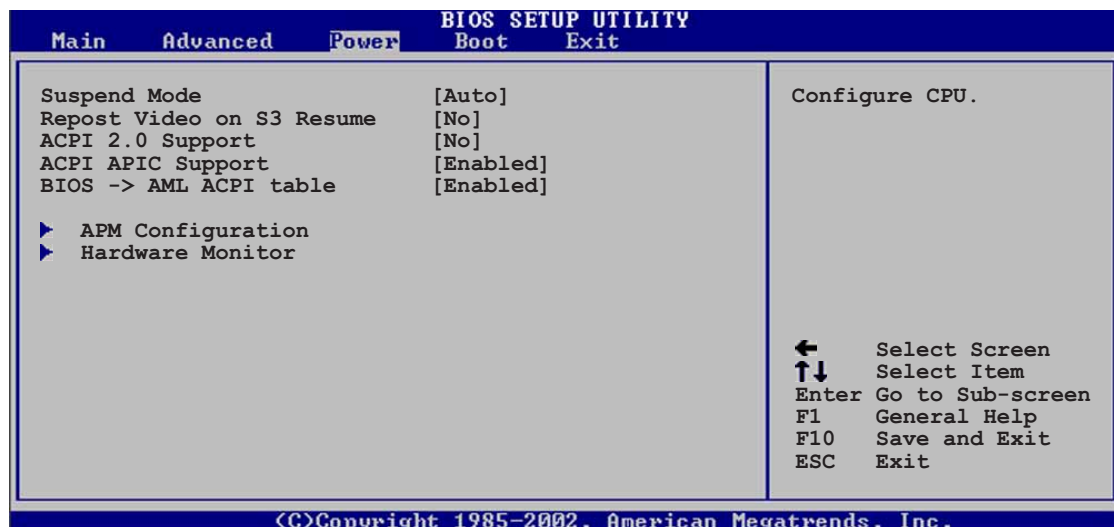 BIOS SETUP UTILITY
Main Advanced Power Boot Exit
Suspend Mode [Auto]
Repost Video on S3 Resume [No]
ACPI 2.0 Support [No]
ACPI APIC Support [Enabled]
BIOS -> AML ACPI table [Enabled]
APM Configuration
Hardware Monitor
Configure CPU.
← Select Screen
↑↓ Select Item
Enter Go to Sub-screen
F1 General Help
F10 Save and Exit
ESC Exit
(C)Copyright 1985-2002, American Megatrends, Inc.